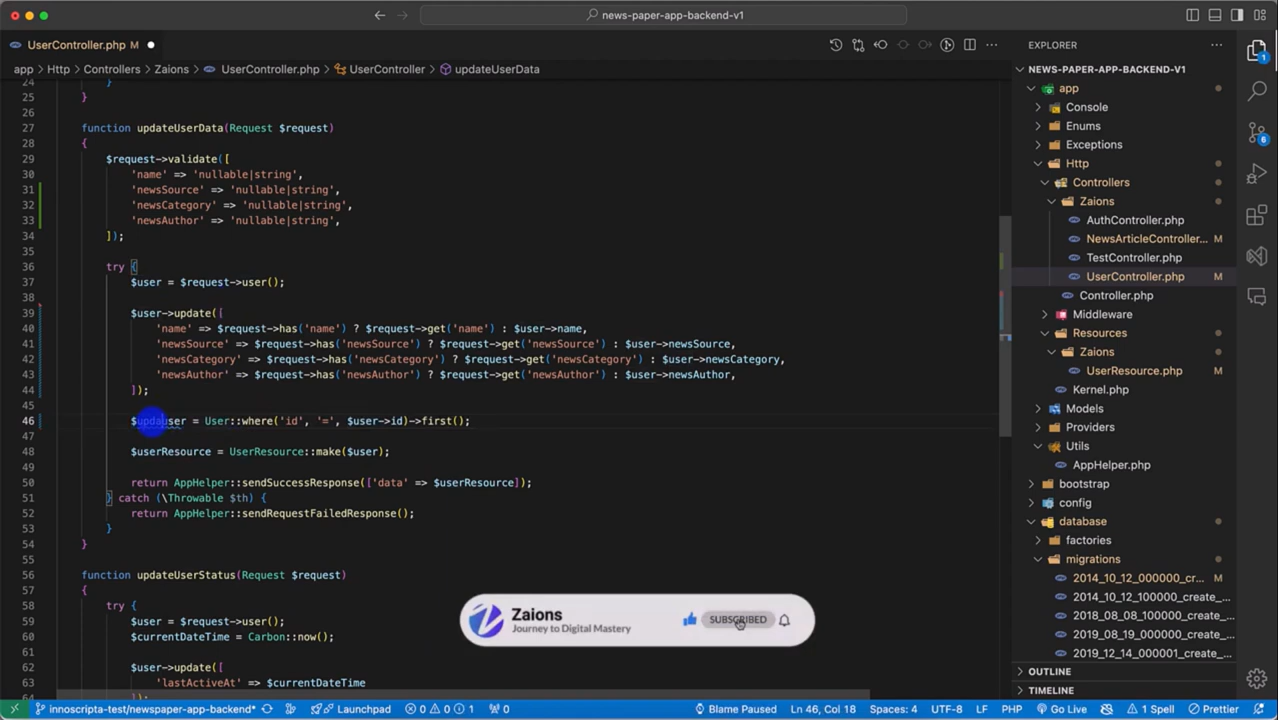 news-paper-app-backend-v1
UserController.php M
app > Http > Controllers > Zaions > UserController.php > UserController > updateUserData
24 }
25 }
26
27 function updateUserData(Request $request)
28 {
29 $request->validate([
30 'name' => 'nullable|string',
31 'newsSource' => 'nullable|string',
32 'newsCategory' => 'nullable|string',
33 'newsAuthor' => 'nullable|string',
34 ]);
35
36 try {
37 $user = $request->user();
38
39 $user->update([
40 'name' => $request->has('name') ? $request->get('name') : $user->name,
41 'newsSource' => $request->has('newsSource') ? $request->get('newsSource') : $user->newsSource,
42 'newsCategory' => $request->has('newsCategory') ? $request->get('newsCategory') : $user->newsCategory,
43 'newsAuthor' => $request->has('newsAuthor') ? $request->get('newsAuthor') : $user->newsAuthor,
44 ]);
45
46 $updauser = User::where('id', '=', $user->id)->first();
47
48 $userResource = UserResource::make($user);
49
50 return AppHelper::sendSuccessResponse(['data' => $userResource]);
51 } catch (\Throwable $th) {
52 return AppHelper::sendRequestFailedResponse();
53 }
54 }
55
56 function updateUserStatus(Request $request)
57 {
58 try {
59 $user = $request->user();
60 $currentDateTime = Carbon::now();
61
62 $user->update([
63 'lastActiveAt' => $currentDateTime
64 ]);
Zaions
Journey to Digital Mastery
SUBSCRIBED
EXPLORER
NEWS-PAPER-APP-BACKEND-V1
app
Console
Enums
Exceptions
Http
Controllers
Zaions
AuthController.php
NewsArticleController... M
TestController.php
UserController.php M
Controller.php
Middleware
Resources
Zaions
UserResource.php
Kernel.php
Models
Providers
Utils
AppHelper.php
bootstrap
config
database
factories
migrations
2014_10_12_000000_cr... M
2014_10_12_100000_create_...
2018_08_08_100000_create_...
2019_08_19_000000_create_...
2019_12_14_000001_create_...
OUTLINE
TIMELINE
1
6
innoscripta-test/newspaper-app-backend* Launchpad 0 0 1 0 Blame Paused Ln 46, Col 18 Spaces: 4 UTF-8 LF PHP Go Live 1 Spell Prettier